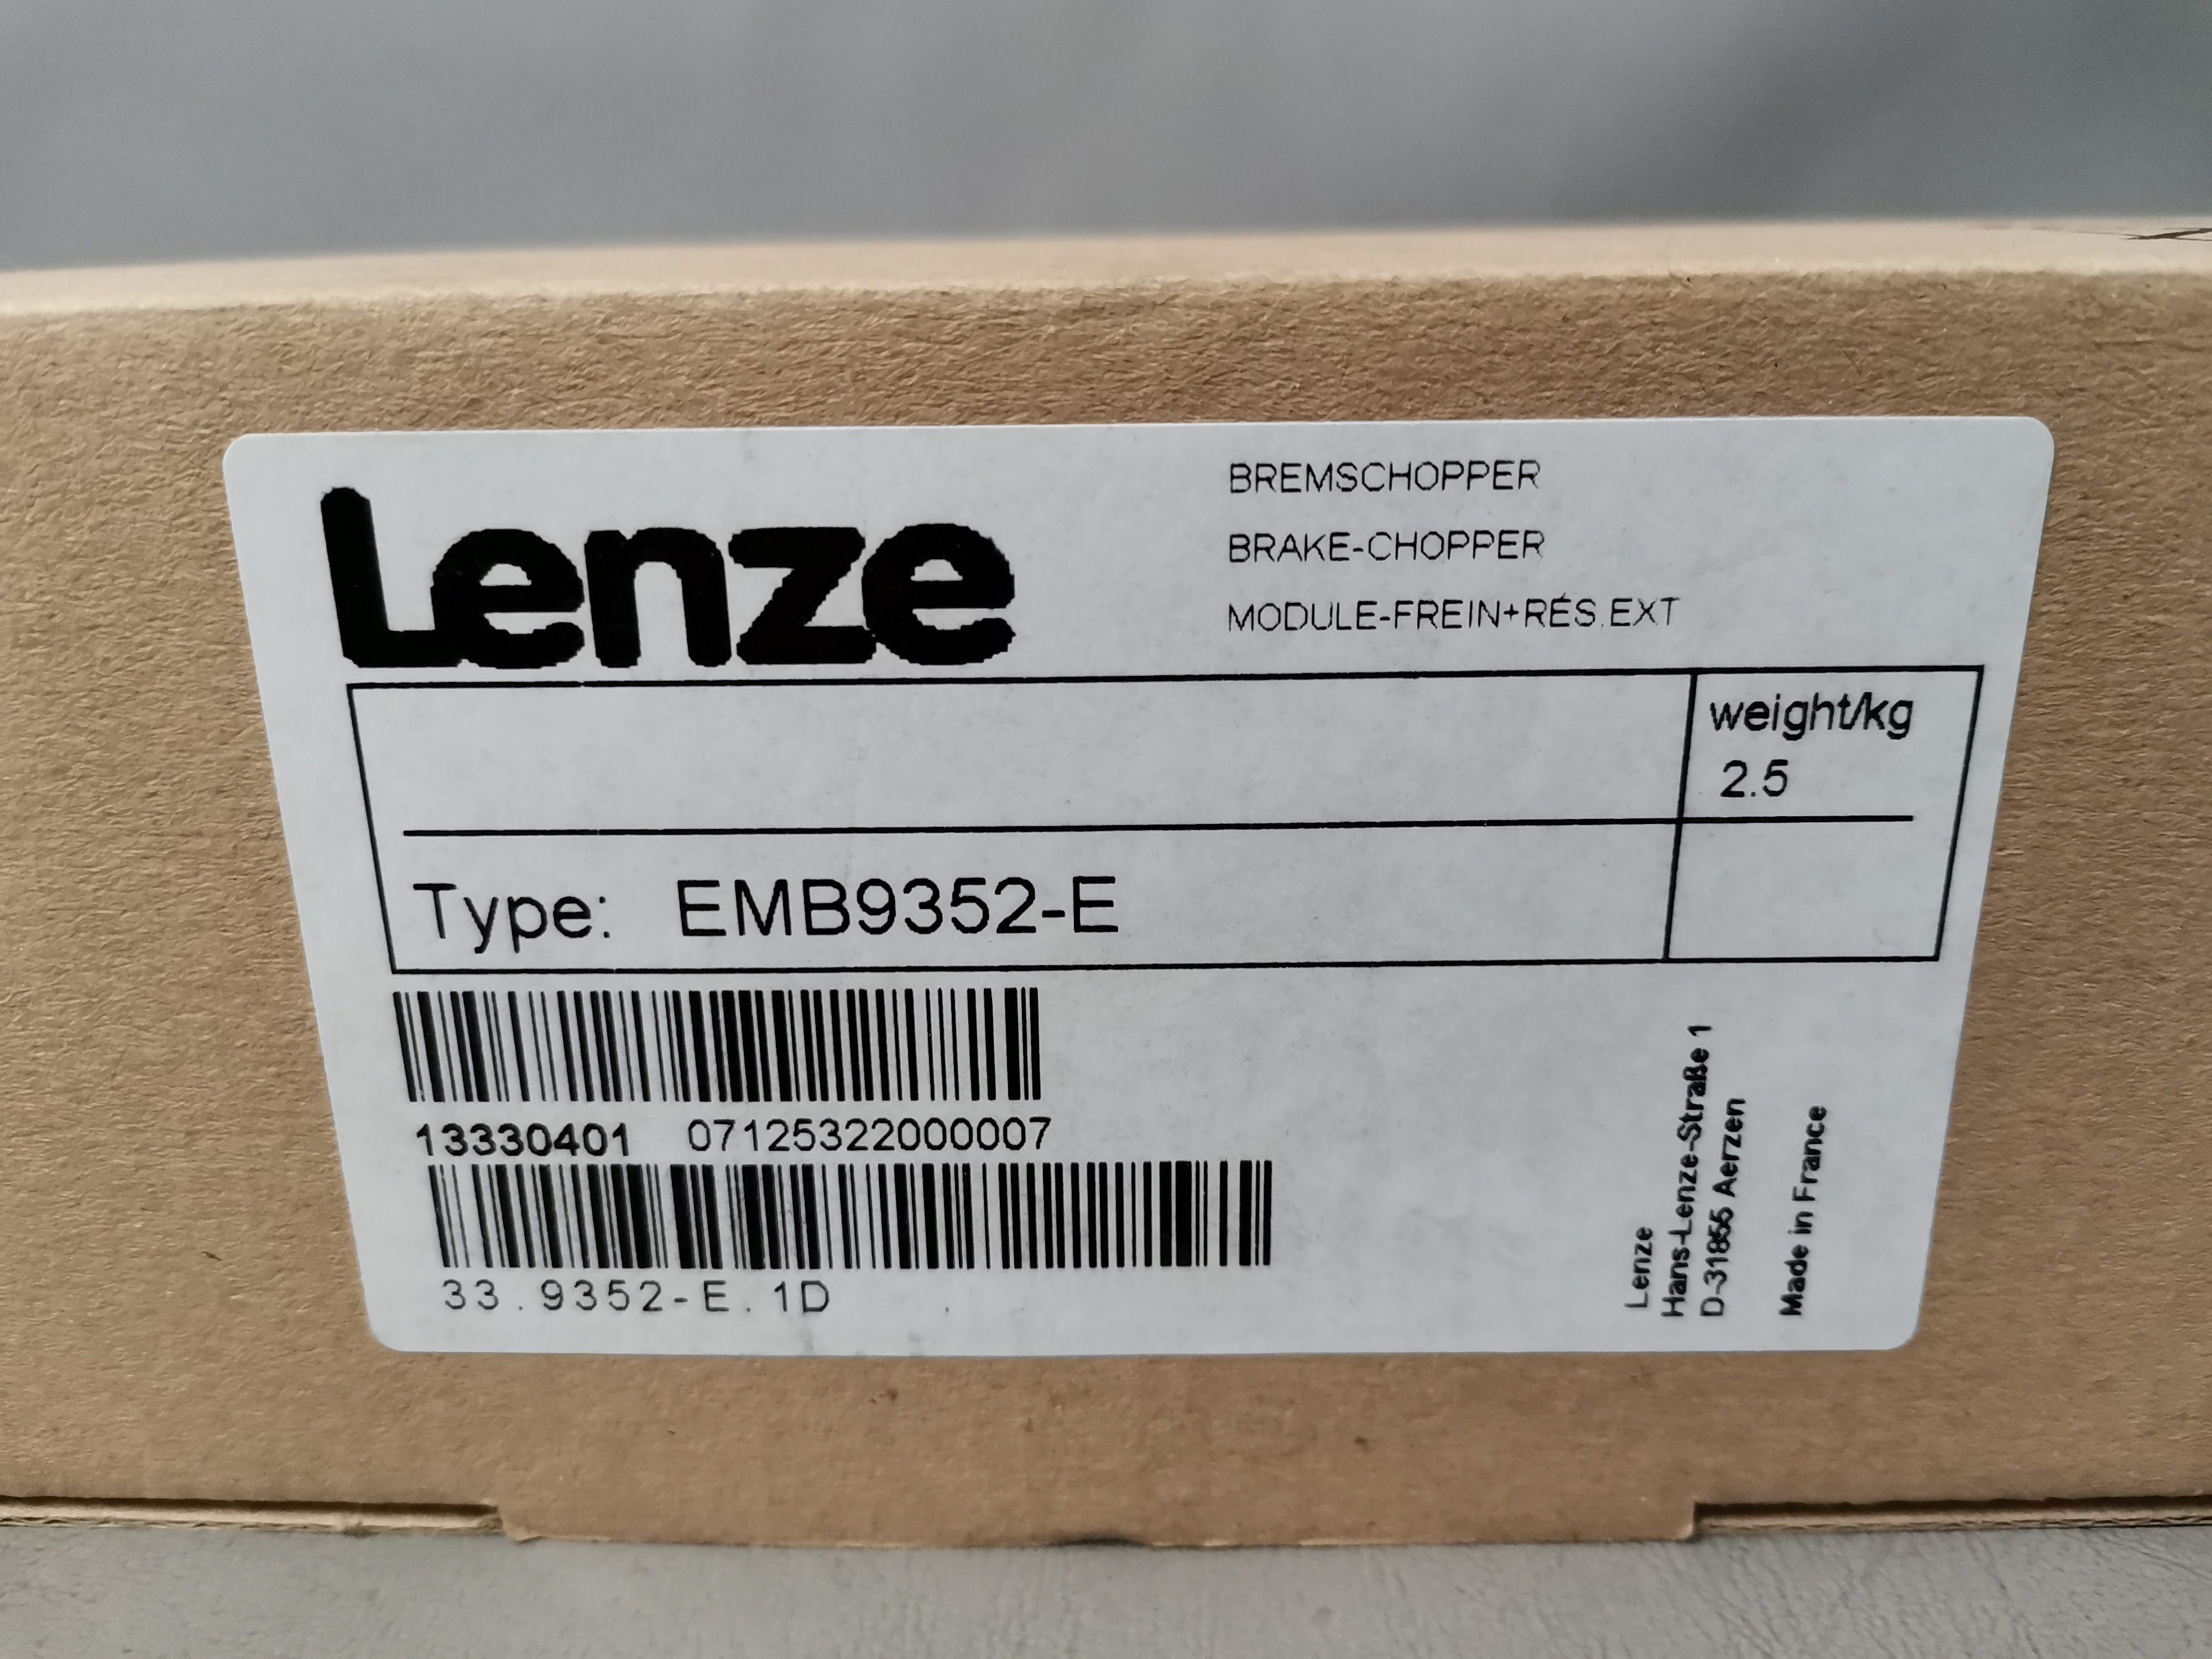 Lenze
BREMSCHOPPER
BRAKE-CHOPPER
MODULE-FREIN+RÉS.EXT
weight/kg
2.5
Type: EMB9352-E
13330401 07125322000007
33.9352-E.1D
Lenze
Hans-Lenze-Straße 1
D-31855 Aerzen
Made in France